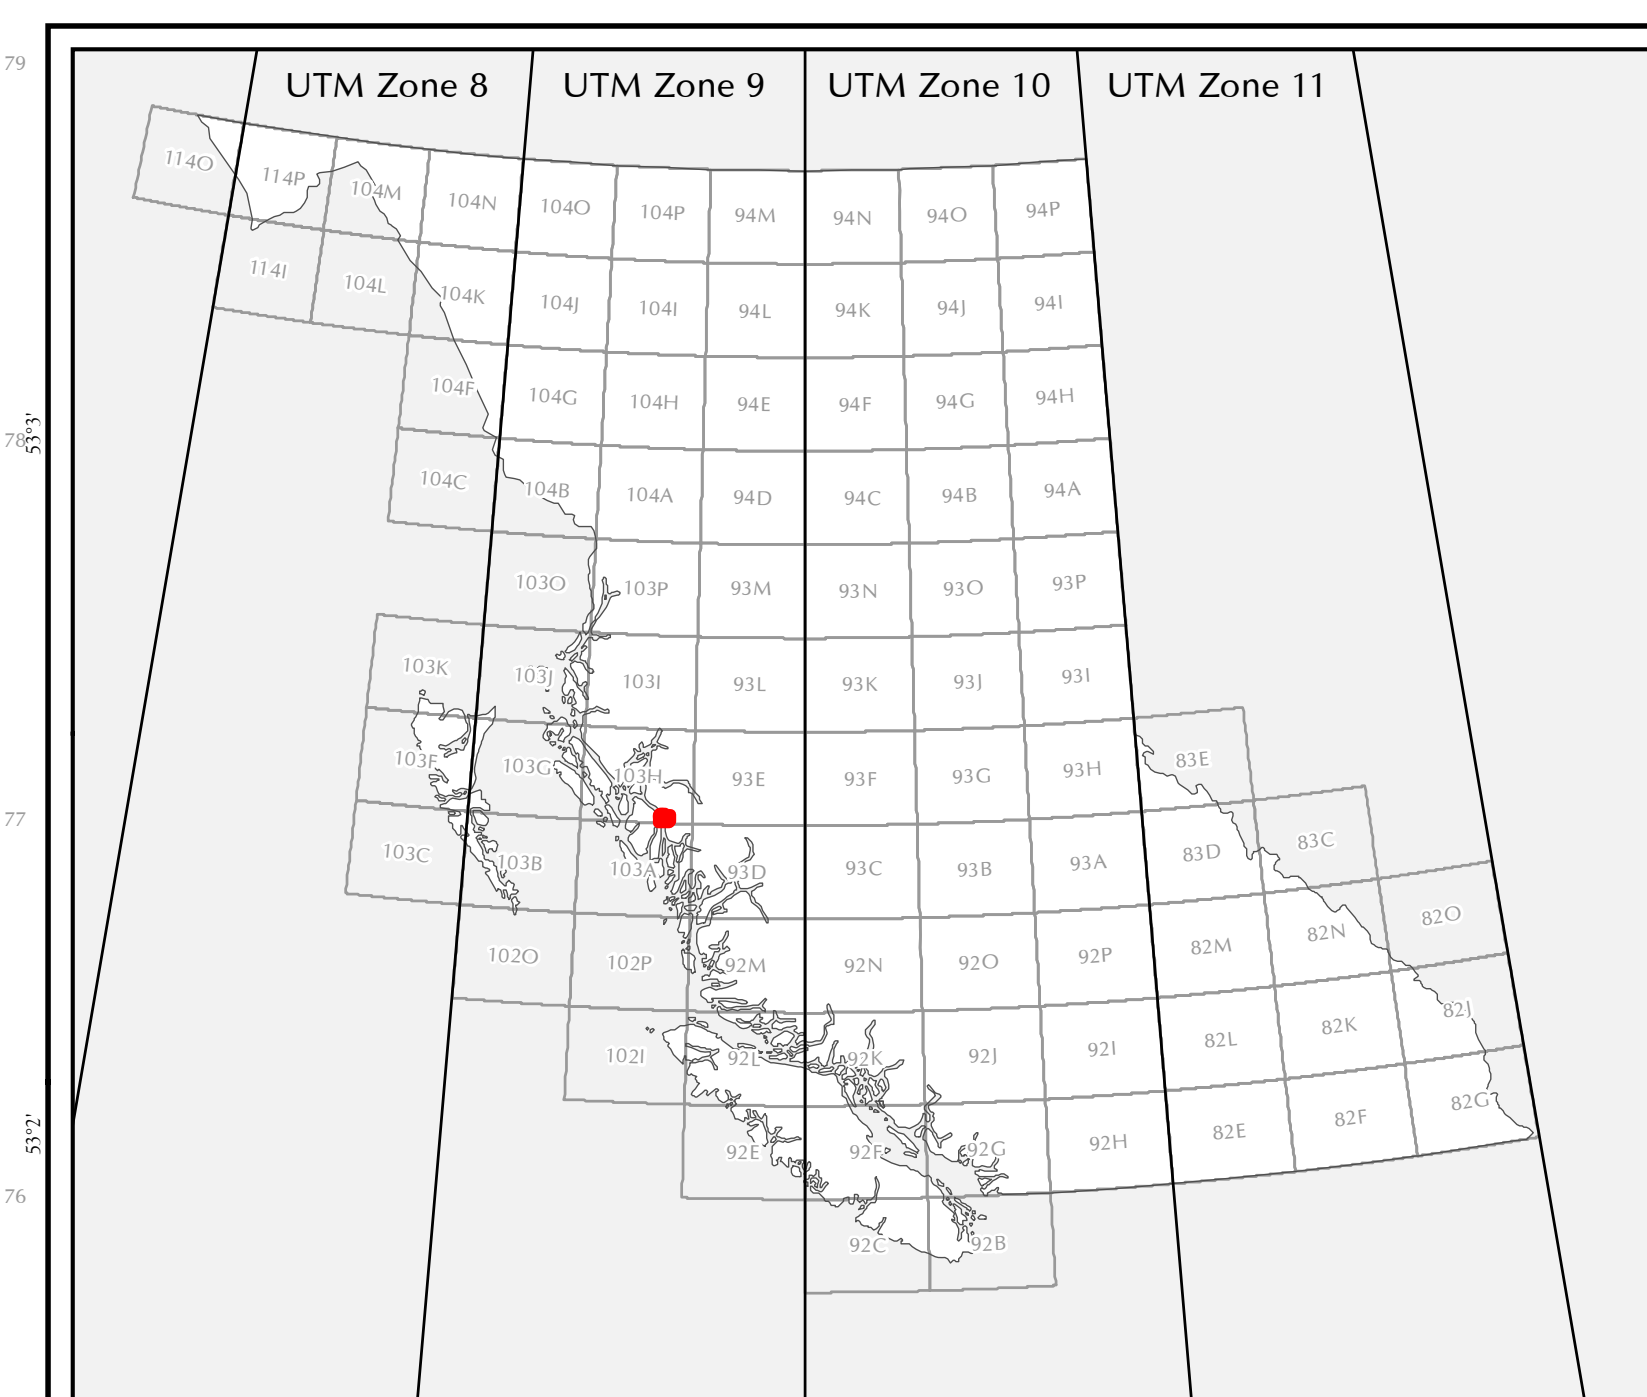 79
UTM Zone 8 UTM Zone 9 UTM Zone 10 UTM Zone 11
114O 114P 104M 104N 104O 104P 94M 94N 94O 94P
114I 104L 104K 104J 104I 94L 94K 94J 94I
104F 104G 104H 94E 94F 94G 94H
78
53°3'
104C 104B 104A 94D 94C 94B 94A
103O 103P 93M 93N 93O 93P
103K 103J 103I 93L 93K 93J 93I
103F 103G 103H 93E 93F 93G 93H 83E
77
103C 103B 103A 93D 93C 93B 93A 83D 83C
102O 102P 92M 92N 92O 92P 82M 82N 82O
102I 92L 92K 92J 92I 82L 82K 82J
53°2'
92E 92F 92G 92H 82E 82F 82G
76
92C 92B